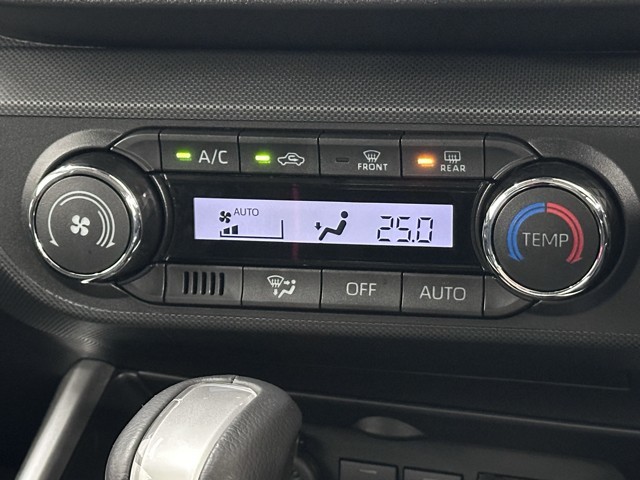 A/C
FRONT
REAR
AUTO
25.0
TEMP
OFF
AUTO